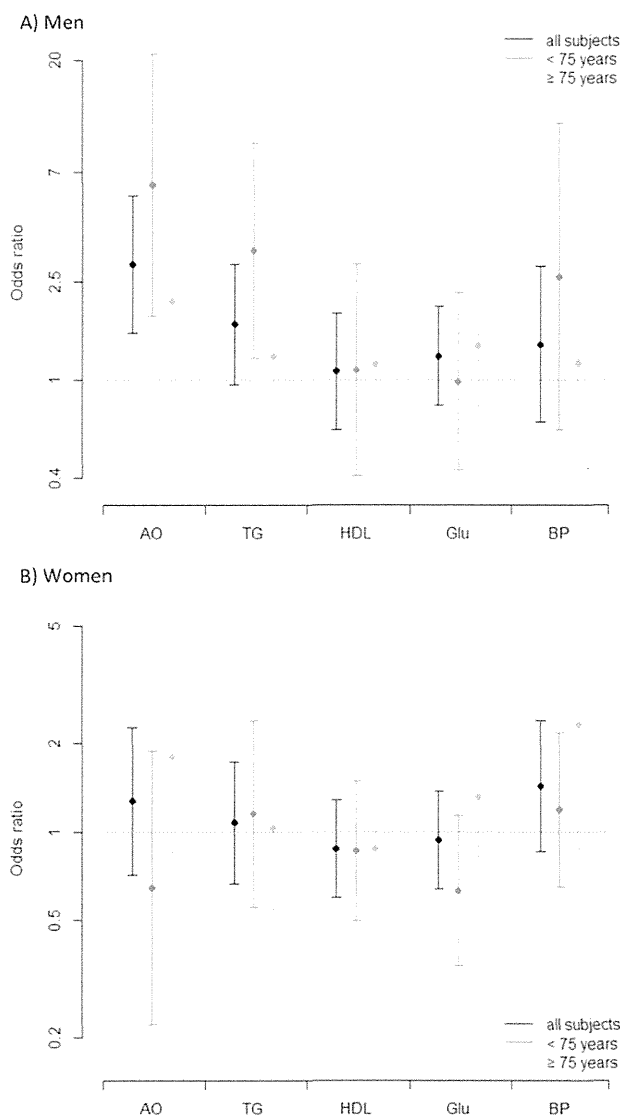 A) Men
all subjects
< 75 years
≥ 75 years
20
7
2.5
1
0.4
Odds ratio
AO TG HDL Glu BP
B) Women
5
2
1
0.5
0.2
Odds ratio
all subjects
< 75 years
≥ 75 years
AO TG HDL Glu BP